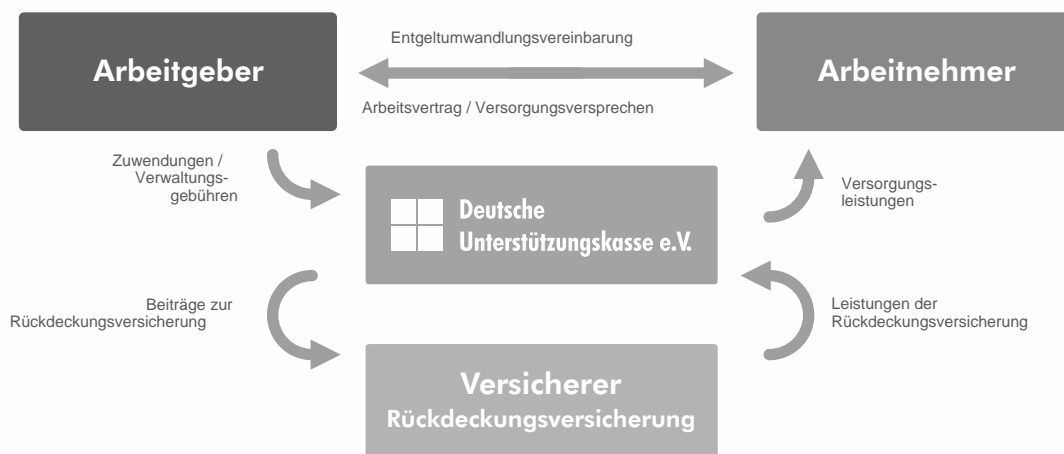 Entgeltumwandlungsvereinbarung
Arbeitgeber
Arbeitnehmer
Arbeitsvertrag / Versorgungsversprechen
Zuwendungen /
Verwaltungs-
gebühren
Deutsche
Unterstützungskasse e.V.
Versorgungs-
leistungen
Beiträge zur
Rückdeckungsversicherung
Leistungen der
Rückdeckungsversicherung
Versicherer
Rückdeckungsversicherung